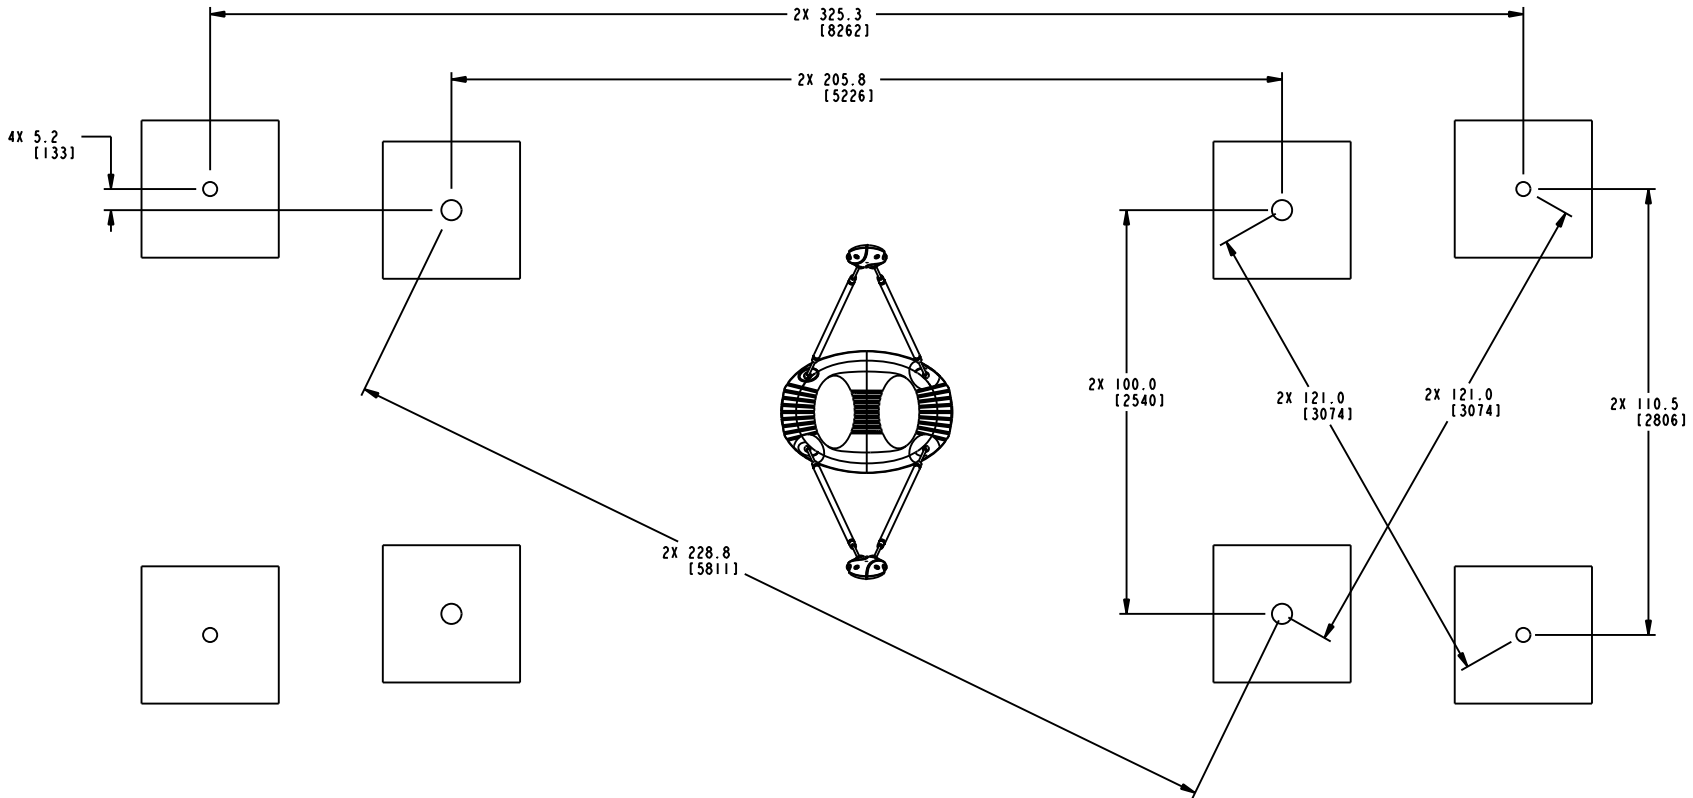 2X 325.3
[8262]
2X 205.8
[5226]
4X 5.2
[133]
2X 100.0
[2540]
2X 121.0
[3074]
2X 121.0
[3074]
2X 110.5
[2806]
2X 228.8
[5811]